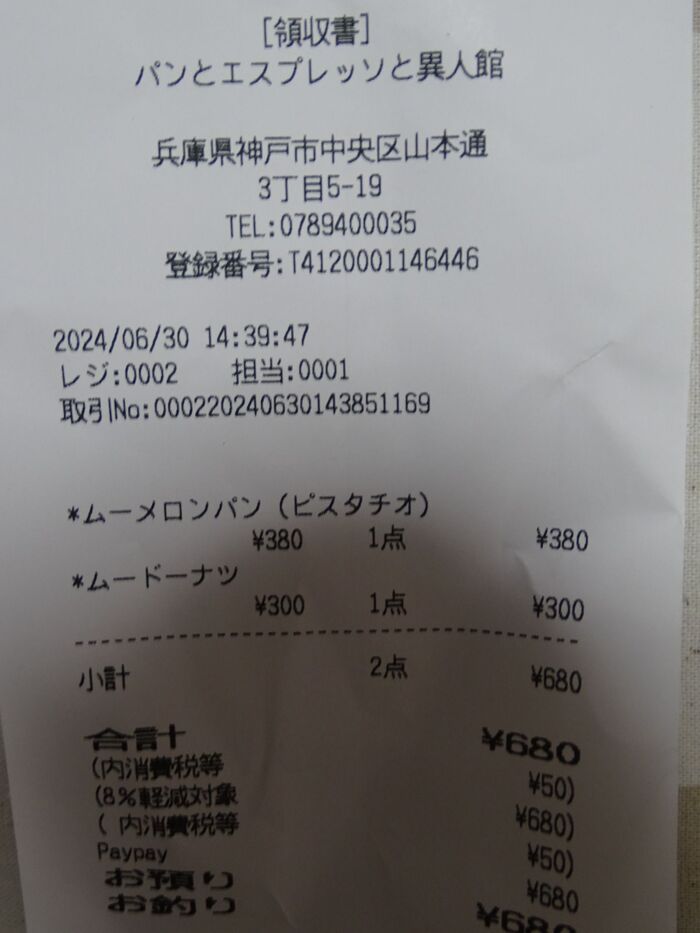 [領収書]
パンとエスプレッソと異人館
兵庫県神戸市中央区山本通
3丁目5-19
TEL:0789400035
登録番号:T4120001146446
2024/06/30 14:39:47
レジ:0002 担当:0001
取引No:00022024063014385​1169
*ムーメロンパン（ピスタチオ）
¥380 1点 ¥380
*ムードーナツ
¥300 1点 ¥300
小計 2点 ¥680
合計 ¥680
(内消費税等 ¥50)
(8%軽減対象 ¥680)
( 内消費税等 ¥50)
Paypay ¥680
お預り ¥680
お釣り